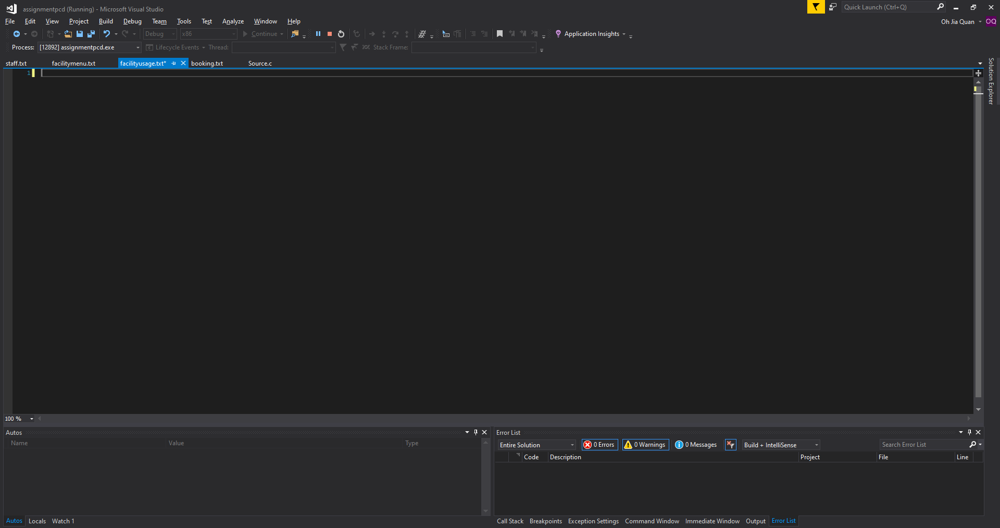 assignmentpcd (Running) - Microsoft Visual Studio
Quick Launch (Ctrl+Q)
File Edit View Project Build Debug Team Tools Test Analyze Window Help
Oh Jia Quan OQ
Debug x86 Continue Application Insights
Process: [12892] assignmentpcd.exe Lifecycle Events Thread: Stack Frame:
staff.txt facilitymenu.txt facilityusage.txt* booking.txt Source.c
Solution Explorer
1
100 %
Autos
Name Value Type
Autos Locals Watch 1
Error List
Entire Solution 0 Errors 0 Warnings 0 Messages Build + IntelliSense Search Error List
Code Description Project File Line
Call Stack Breakpoints Exception Settings Command Window Immediate Window Output Error List